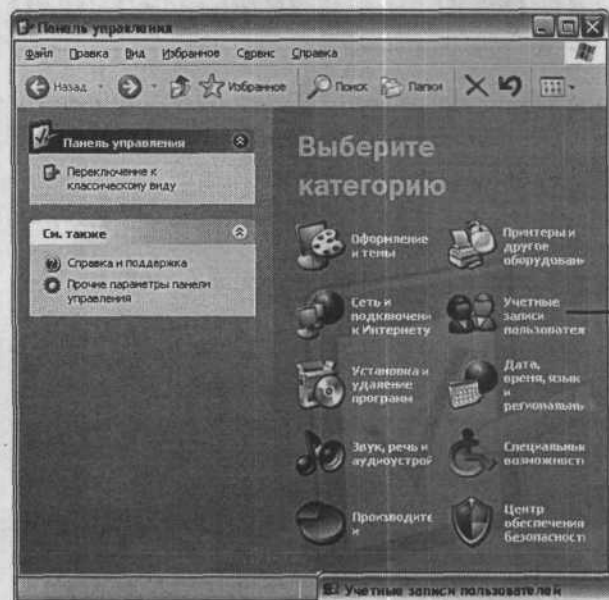 Панель управления
Файл Правка Вид Избранное Сервис Справка
Назад Избранное Поиск Папки
Панель управления
Переключение к
классическому виду
См. также
Справка и поддержка
Прочие параметры панели
управления
Выберите
категорию
Оформление
и темы
Принтеры и
другое
оборудован
Сеть и
подключени
к Интернету
Учетные
записи
пользовател
Установка и
удаление
программ
Дата,
время, язык
и
региональн
Звук, речь и
аудиоустрой
Специальны
возможност
Производите
и
Центр
обеспечения
безопасност
Учетные записи пользователей